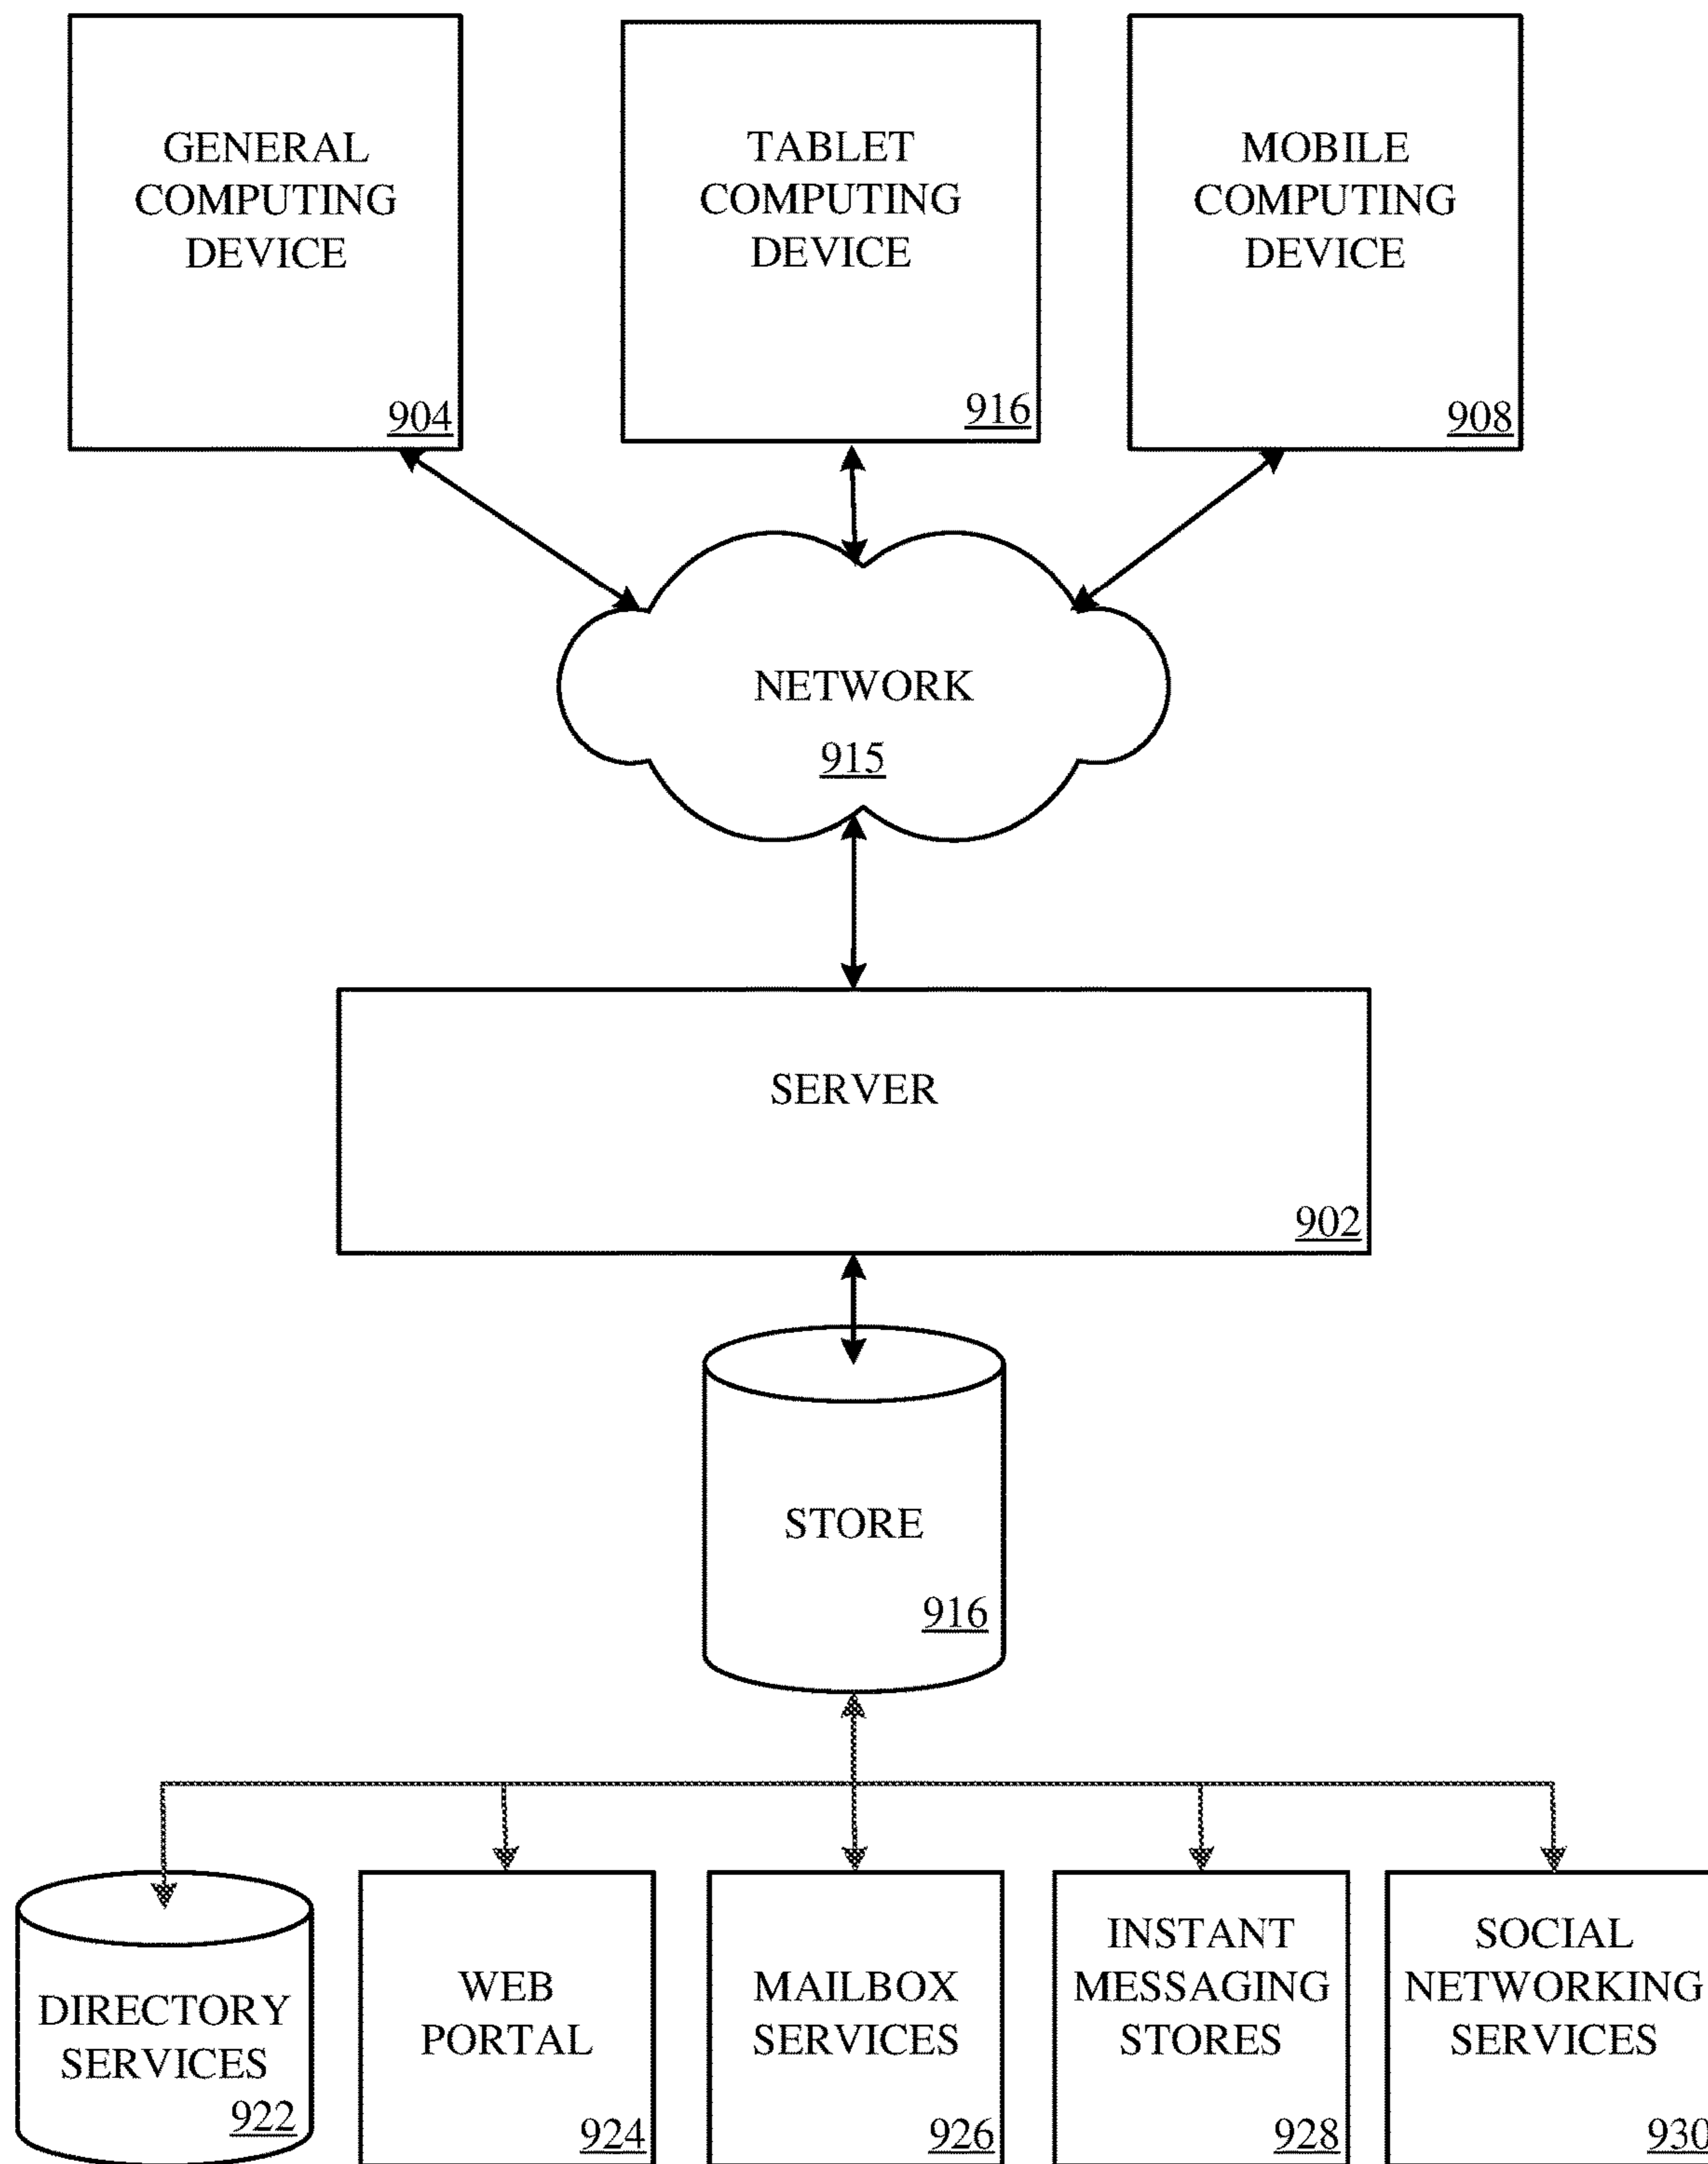 GENERAL
COMPUTING
DEVICE
904
TABLET
COMPUTING
DEVICE
916
MOBILE
COMPUTING
DEVICE
908
NETWORK
915
SERVER
902
STORE
916
DIRECTORY
SERVICES
922
WEB
PORTAL
924
MAILBOX
SERVICES
926
INSTANT
MESSAGING
STORES
928
SOCIAL
NETWORKING
SERVICES
930